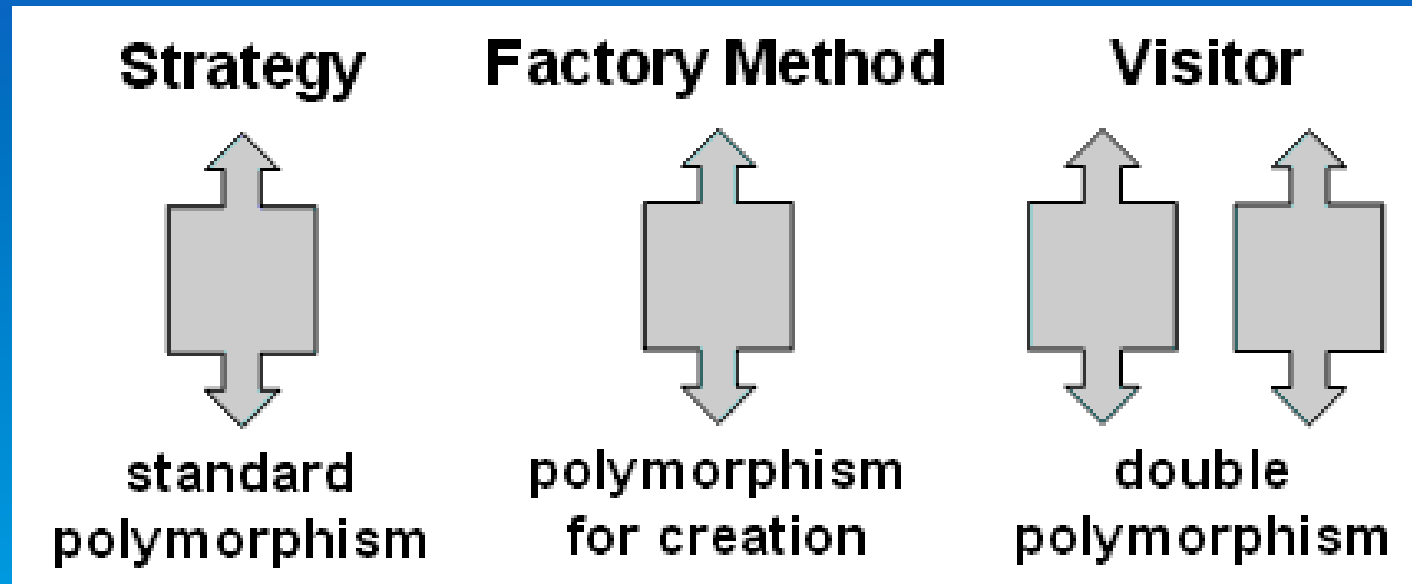 Strategy
Factory Method
Visitor
standard
polymorphism
polymorphism
for creation
double
polymorphism